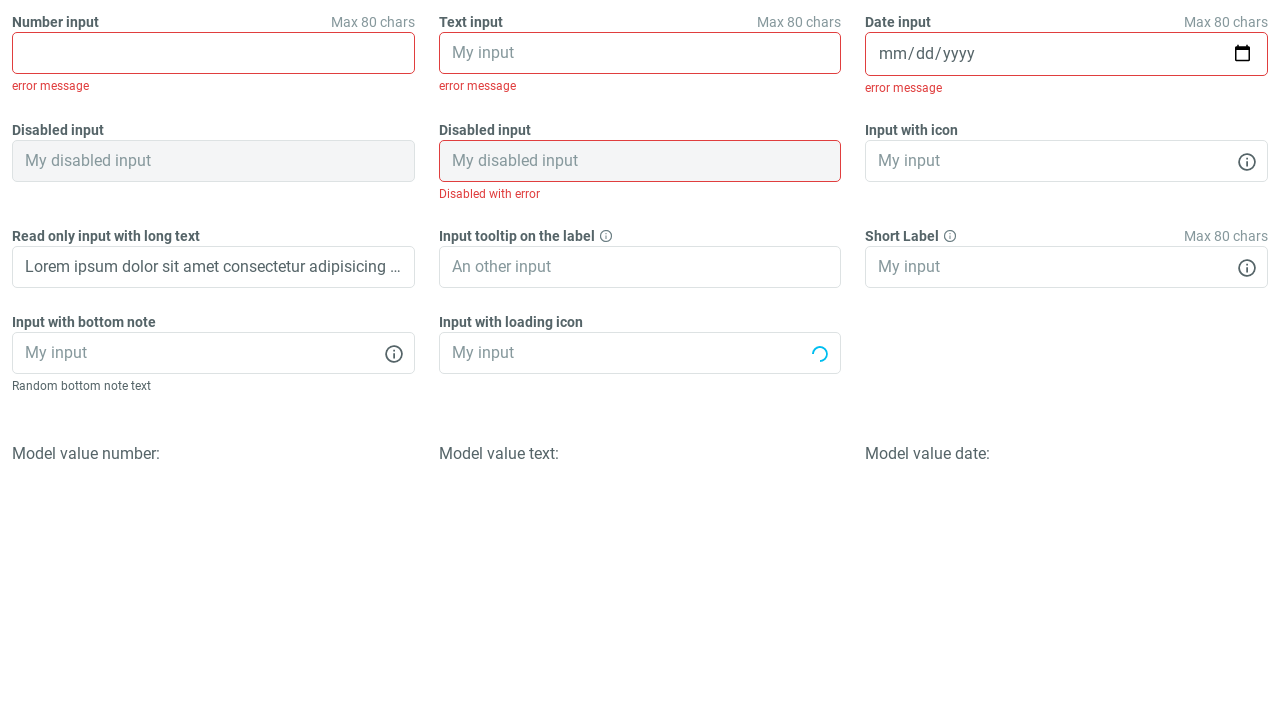 Number input Max 80 chars
Text input Max 80 chars
Date input Max 80 chars
My input
mm/dd/yyyy
error message
error message
error message
Disabled input
Disabled input
Input with icon
My disabled input
My disabled input
My input
Disabled with error
Read only input with long text
Input tooltip on the label
Short Label Max 80 chars
Lorem ipsum dolor sit amet consectetur adipisicing ...
An other input
My input
Input with bottom note
Input with loading icon
My input
My input
Random bottom note text
Model value number:
Model value text:
Model value date: